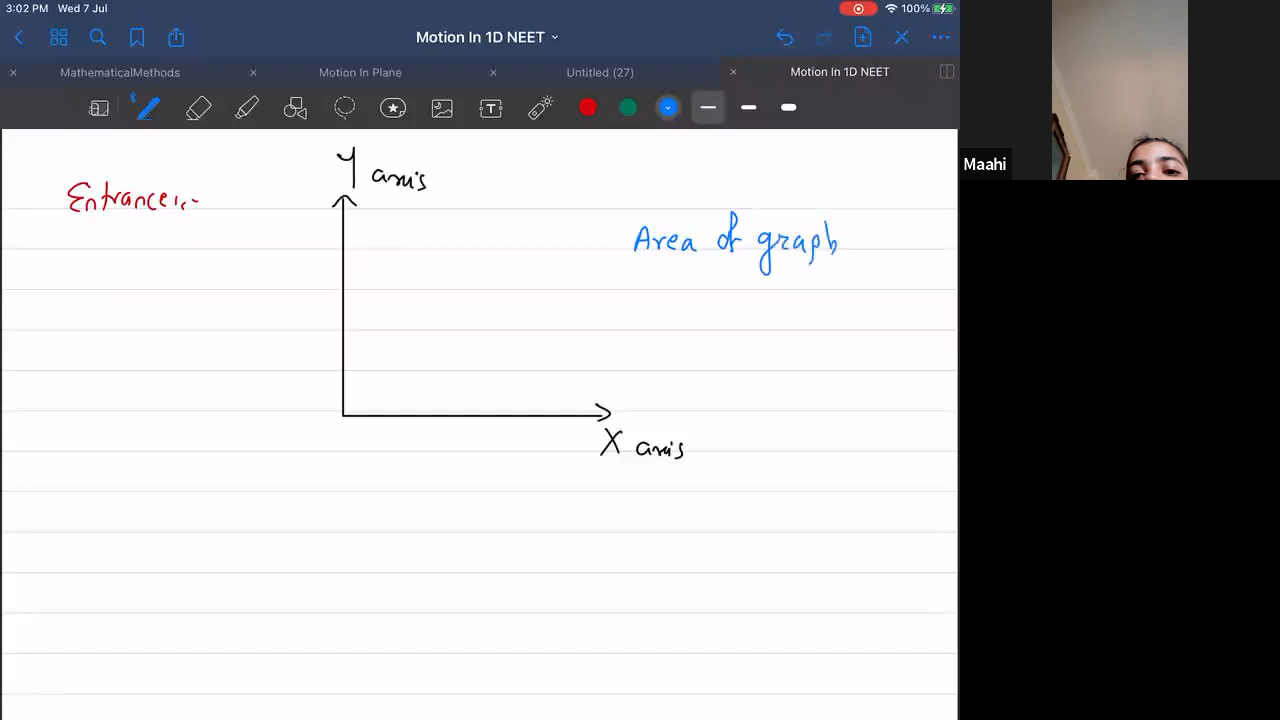 3:02 PM Wed 7 Jul
100%
Motion In 1D NEET
MathematicalMethods
Motion In Plane
Untitled (27)
Motion In 1D NEET
T
Maahi
Y axis
Entrance:-
Area of graph
X axis